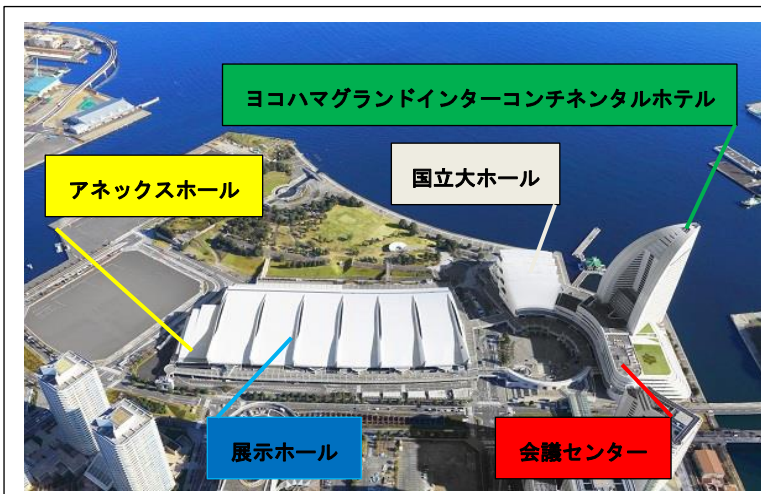 ヨコハマグランドインターコンチネンタルホテル
アネックスホール
国立大ホール
展示ホール
会議センター